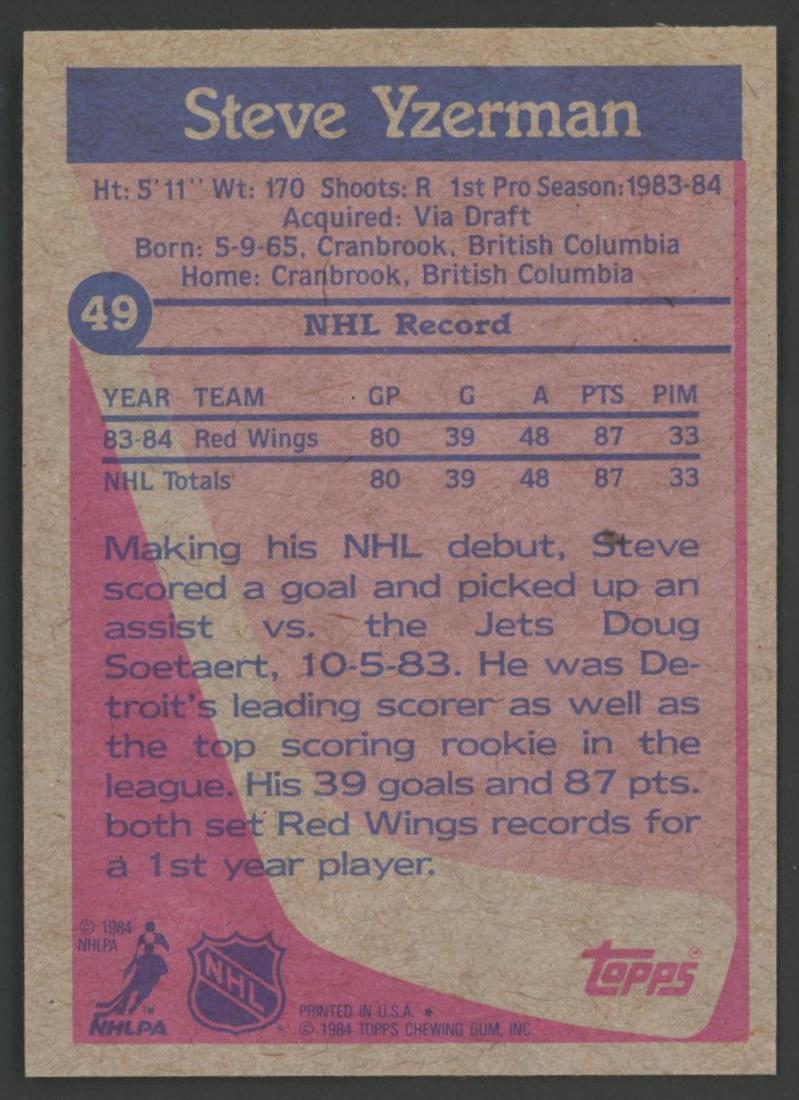 Steve Yzerman
Ht: 5'11" Wt: 170 Shoots: R 1st Pro Season:1983-84
Acquired: Via Draft
Born: 5-9-65, Cranbrook, British Columbia
Home: Cranbrook, British Columbia
49
NHL Record
YEAR TEAM GP G A PTS PIM
83-84 Red Wings 80 39 48 87 33
NHL Totals 80 39 48 87 33
Making his NHL debut, Steve
scored a goal and picked up an
assist vs. the Jets Doug
Soetaert, 10-5-83. He was De-
troit's leading scorer as well as
the top scoring rookie in the
league. His 39 goals and 87 pts.
both set Red Wings records for
a 1st year player.
© 1984
NHLPA
TM
NHLPA
NHL
PRINTED IN U.S.A. *
© 1984 TOPPS CHEWING GUM, INC.
topps®